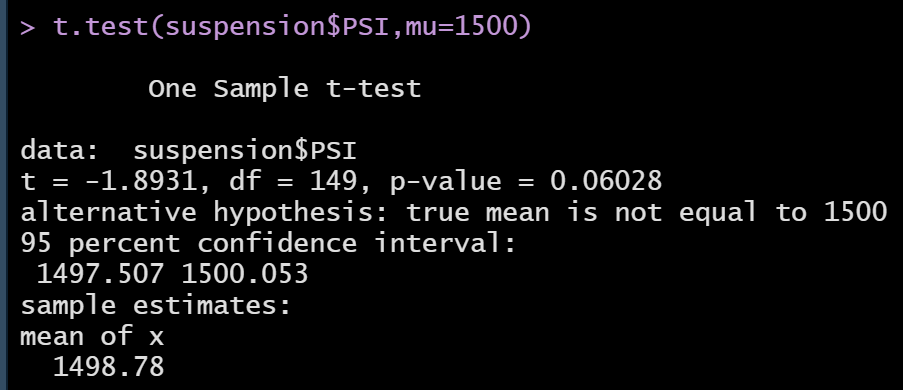 > t.test(suspension$PSI,mu=1500)
One Sample t-test
data:  suspension$PSI
t = -1.8931, df = 149, p-value = 0.06028
alternative hypothesis: true mean is not equal to 1500
95 percent confidence interval:
1497.507 1500.053
sample estimates:
mean of x
1498.78